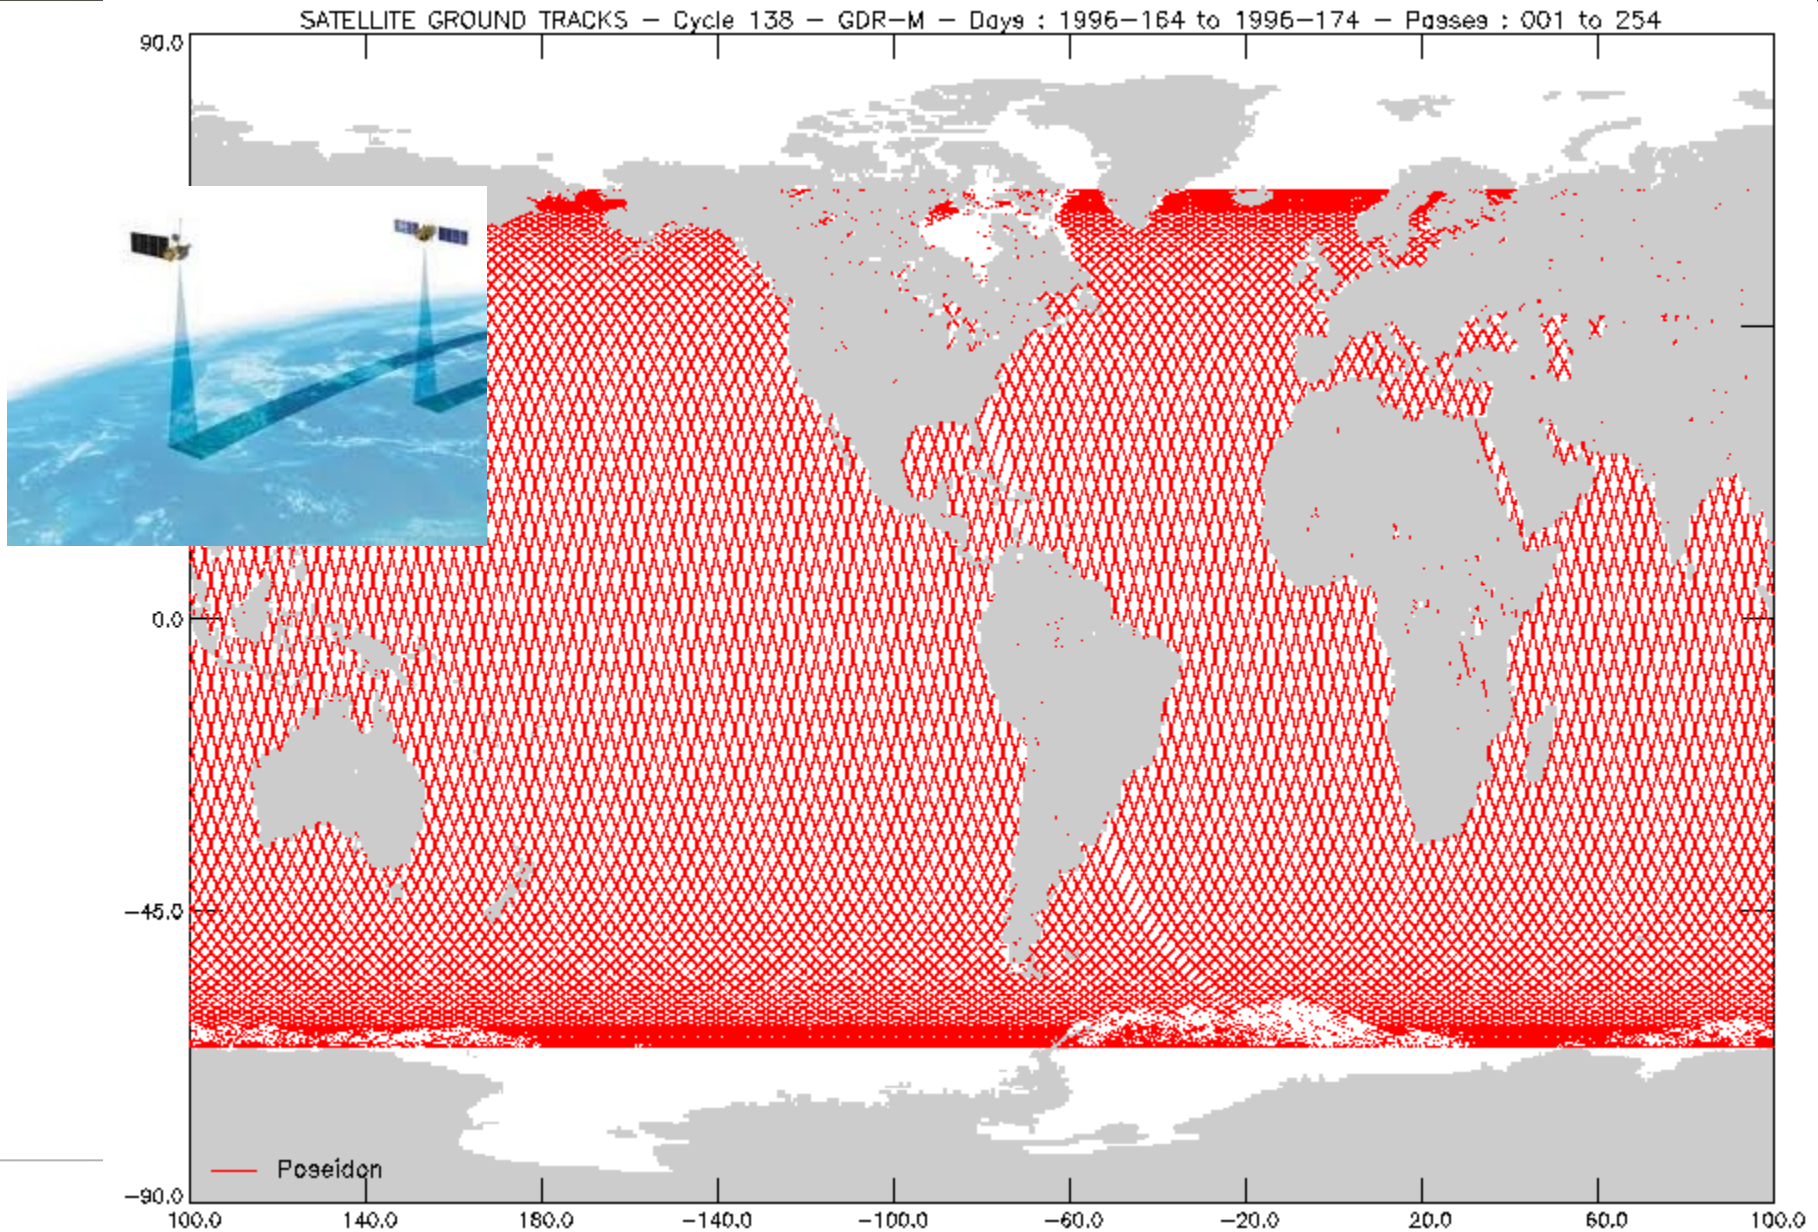 SATELLITE GROUND TRACKS – Cycle 138 – GDR–M – Days : 1996–164 to 1996–174 – Passes : 001 to 254
90.0
0.0
–45.0
–90.0
Poseidon
100.0 140.0 180.0 –140.0 –100.0 –60.0 –20.0 20.0 60.0 100.0